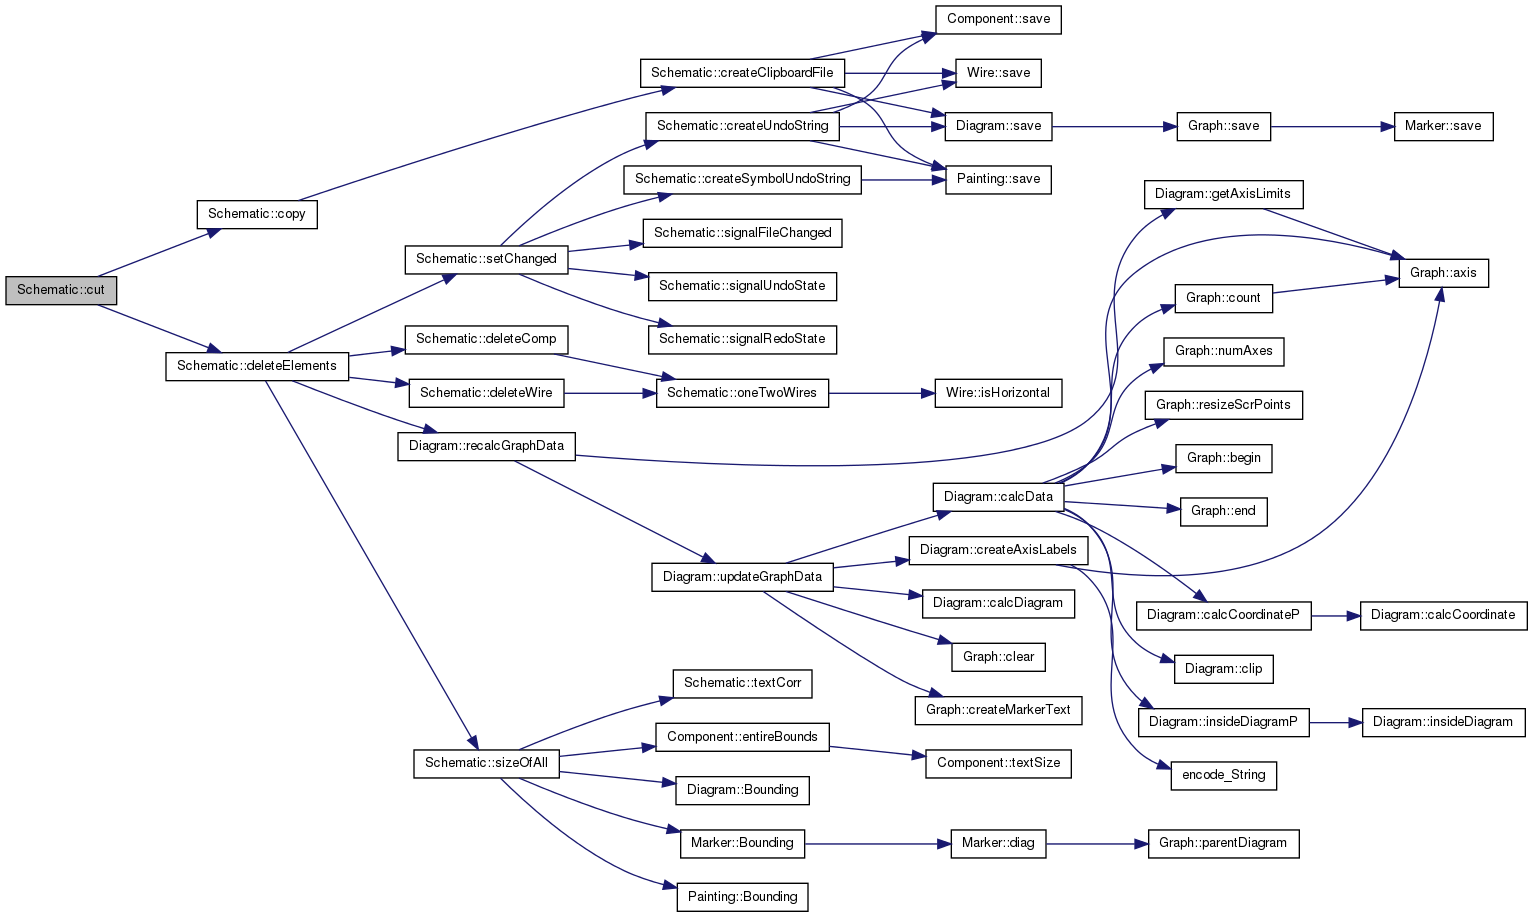 Component::save
Schematic::createClipboardFile
Wire::save
Schematic::createUndoString
Diagram::save
Graph::save
Marker::save
Schematic::createSymbolUndoString
Painting::save
Diagram::getAxisLimits
Schematic::copy
Schematic::signalFileChanged
Schematic::setChanged
Graph::axis
Schematic::cut
Schematic::signalUndoState
Graph::count
Schematic::deleteComp
Schematic::signalRedoState
Graph::numAxes
Schematic::deleteElements
Schematic::deleteWire
Schematic::oneTwoWires
Wire::isHorizontal
Graph::resizeScrPoints
Diagram::recalcGraphData
Graph::begin
Diagram::calcData
Graph::end
Diagram::createAxisLabels
Diagram::updateGraphData
Diagram::calcDiagram
Diagram::calcCoordinateP
Diagram::calcCoordinate
Graph::clear
Diagram::clip
Schematic::textCorr
Graph::createMarkerText
Diagram::insideDiagramP
Diagram::insideDiagram
Component::entireBounds
Schematic::sizeOfAll
Component::textSize
encode_String
Diagram::Bounding
Marker::Bounding
Marker::diag
Graph::parentDiagram
Painting::Bounding